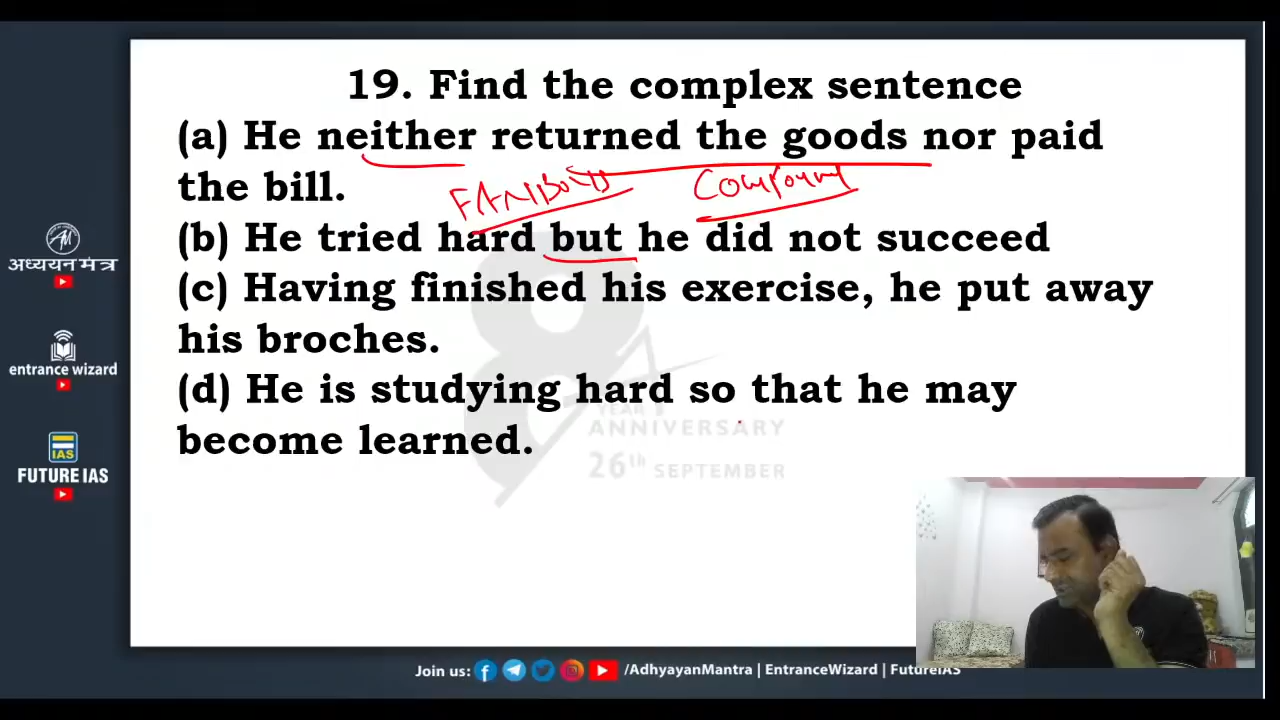 19. Find the complex sentence
(a) He neither returned the goods nor paid
the bill.
FANBOYS Compound
(b) He tried hard but he did not succeed
(c) Having finished his exercise, he put away
his broches.
(d) He is studying hard so that he may
become learned.
YEAR
ANNIVERSARY
26th SEPTEMBER
AM
अध्ययन मंत्र
entrance wizard
IAS
FUTURE IAS
Join us: /AdhyayanMantra | EntranceWizard | FutureIAS